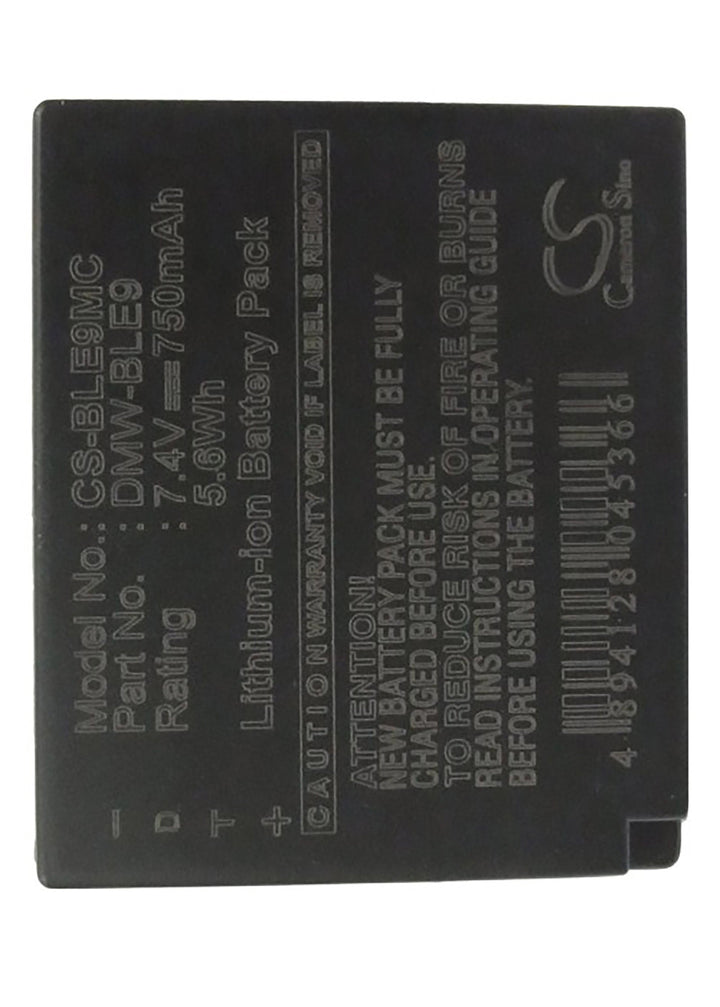 Model No.: CS-BLE9MC
Part No. : DMW-BLE9
Rating : 7.4V⎓750mAh
5.6Wh
Lithium-ion Battery Pack
CAUTION WARRANTY VOID IF LABEL IS REMOVED
ATTENTION!
NEW BATTERY PACK MUST BE FULLY
CHARGED BEFORE USE.
TO REDUCE RISK OF FIRE OR BURNS
READ INSTRUCTIONS IN.OPERATING GUIDE
BEFORE USING THE BATTERY.
− D T +
CS
Cameron Sino
4 894128 045366